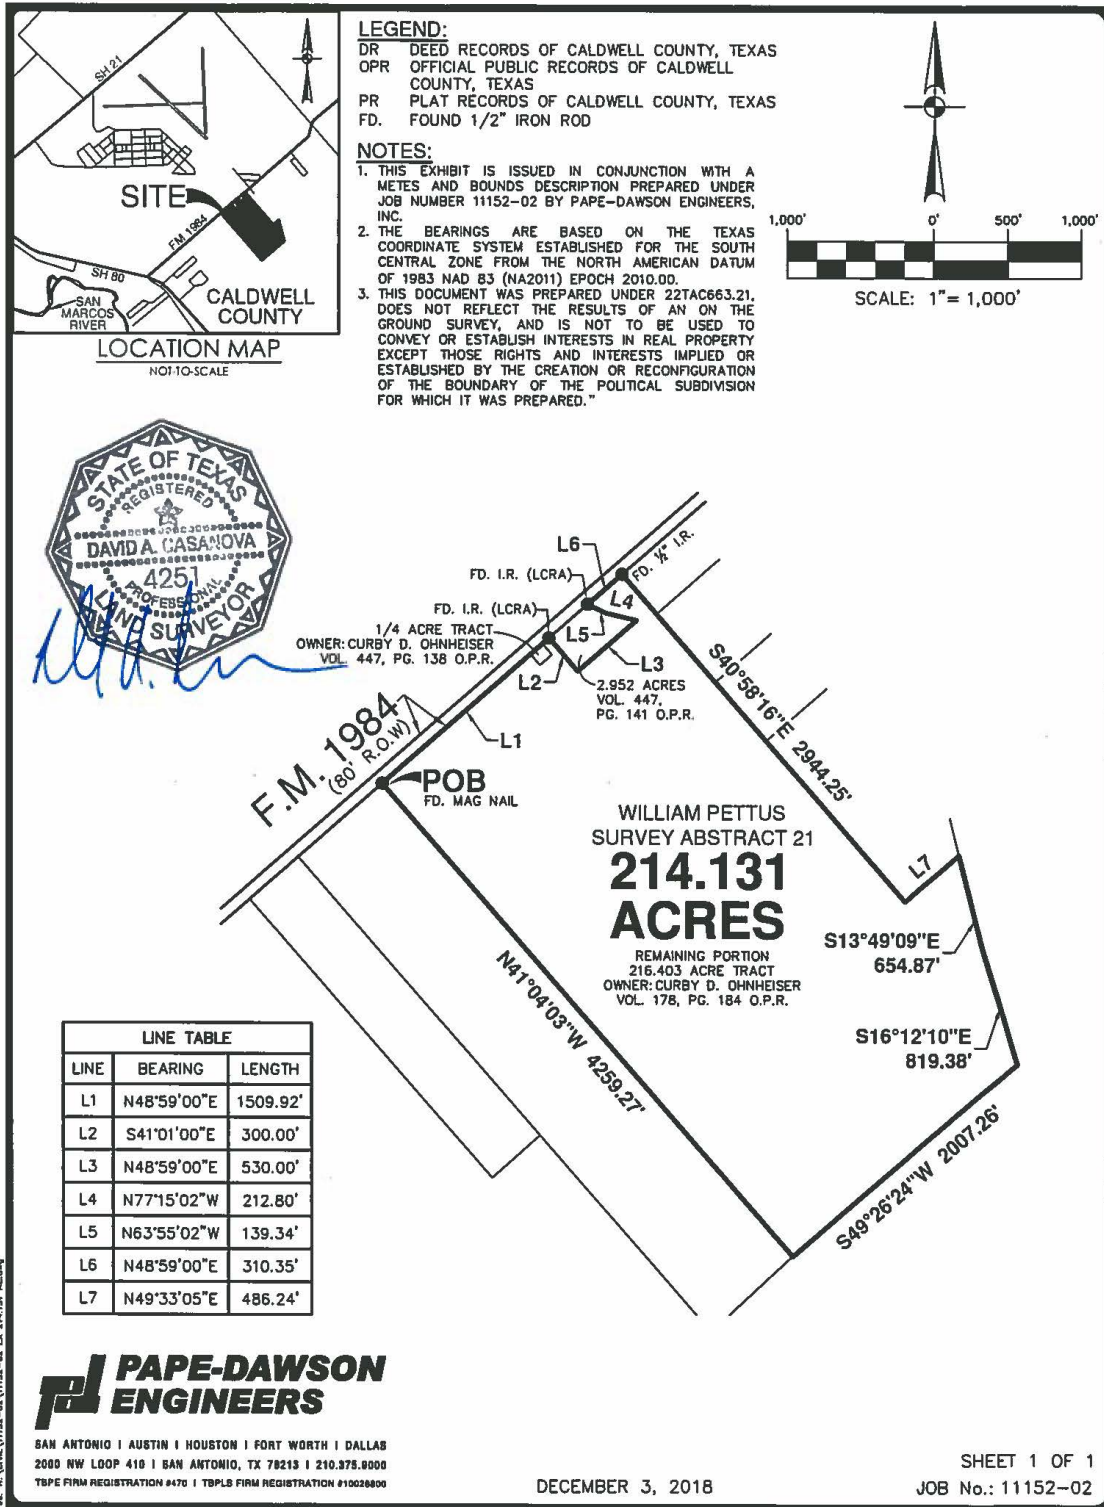 LEGEND:
DR DEED RECORDS OF CALDWELL COUNTY, TEXAS
OPR OFFICIAL PUBLIC RECORDS OF CALDWELL
COUNTY, TEXAS
PR PLAT RECORDS OF CALDWELL COUNTY, TEXAS
FD. FOUND 1/2" IRON ROD
NOTES:
1. THIS EXHIBIT IS ISSUED IN CONJUNCTION WITH A
METES AND BOUNDS DESCRIPTION PREPARED UNDER
JOB NUMBER 11152-02 BY PAPE-DAWSON ENGINEERS,
INC.
2. THE BEARINGS ARE BASED ON THE TEXAS
COORDINATE SYSTEM ESTABLISHED FOR THE SOUTH
CENTRAL ZONE FROM THE NORTH AMERICAN DATUM
OF 1983 NAD 83 (NA2011) EPOCH 2010.00.
3. THIS DOCUMENT WAS PREPARED UNDER 22TAC663.21,
DOES NOT REFLECT THE RESULTS OF AN ON THE
GROUND SURVEY, AND IS NOT TO BE USED TO
CONVEY OR ESTABLISH INTERESTS IN REAL PROPERTY
EXCEPT THOSE RIGHTS AND INTERESTS IMPLIED OR
ESTABLISHED BY THE CREATION OR RECONFIGURATION
OF THE BOUNDARY OF THE POLITICAL SUBDIVISION
FOR WHICH IT WAS PREPARED."
SH 21
SITE
FM 1984
SH 80
SAN
MARCOS
RIVER
CALDWELL
COUNTY
LOCATION MAP
NOT-TO-SCALE
1,000' 0' 500' 1,000'
SCALE: 1"= 1,000'
STATE OF TEXAS
REGISTERED
DAVID A. CASANOVA
4251
PROFESSIONAL
LAND SURVEYOR
L6
FD. ½" I.R.
FD. I.R. (LCRA)
L4
FD. I.R. (LCRA)
L5
1/4 ACRE TRACT
OWNER: CURBY D. OHNHEISER
VOL. 447, PG. 138 O.P.R.
L3
L2
2.952 ACRES
VOL. 447,
PG. 141 O.P.R.
S40°58'16"E 2944.25'
F.M. 1984
(80' R.O.W)
L1
POB
FD. MAG NAIL
WILLIAM PETTUS
SURVEY ABSTRACT 21
214.131
ACRES
REMAINING PORTION
216.403 ACRE TRACT
OWNER: CURBY D. OHNHEISER
VOL. 178, PG. 184 O.P.R.
L7
S13°49'09"E
654.87'
S16°12'10"E
819.38'
N41°04'03"W 4259.27'
S49°26'24"W 2007.26'
LINE TABLE
LINE BEARING LENGTH
L1 N48°59'00"E 1509.92'
L2 S41°01'00"E 300.00'
L3 N48°59'00"E 530.00'
L4 N77°15'02"W 212.80'
L5 N63°55'02"W 139.34'
L6 N48°59'00"E 310.35'
L7 N49°33'05"E 486.24'
PAPE-DAWSON
ENGINEERS
SAN ANTONIO I AUSTIN I HOUSTON I FORT WORTH I DALLAS
2000 NW LOOP 410 I SAN ANTONIO, TX 78213 I 210.375.9000
TBPE FIRM REGISTRATION #470 I TBPLS FIRM REGISTRATION #10028800
DECEMBER 3, 2018
SHEET 1 OF 1
JOB No.: 11152-02